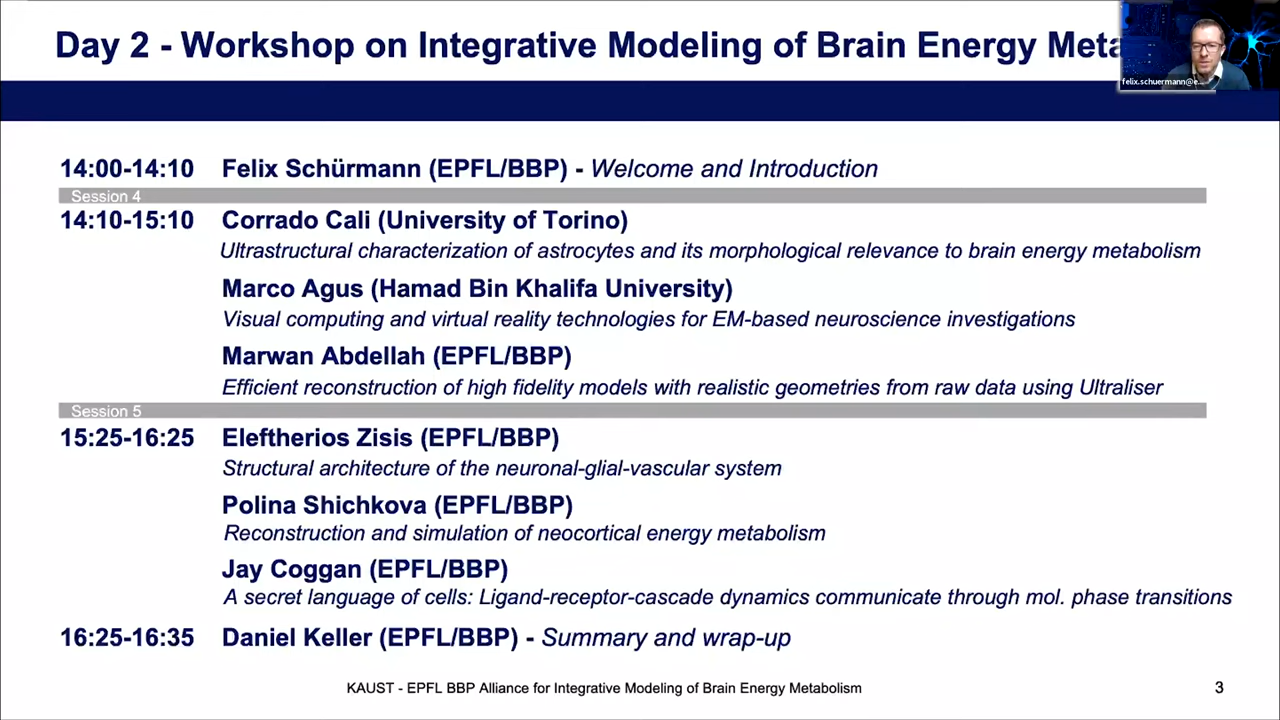 Day 2 - Workshop on Integrative Modeling of Brain Energy Meta
felix.schuermann@e...
14:00-14:10 Felix Schürmann (EPFL/BBP) - Welcome and Introduction
Session 4
14:10-15:10 Corrado Cali (University of Torino)
Ultrastructural characterization of astrocytes and its morphological relevance to brain energy metabolism
Marco Agus (Hamad Bin Khalifa University)
Visual computing and virtual reality technologies for EM-based neuroscience investigations
Marwan Abdellah (EPFL/BBP)
Efficient reconstruction of high fidelity models with realistic geometries from raw data using Ultraliser
Session 5
15:25-16:25 Eleftherios Zisis (EPFL/BBP)
Structural architecture of the neuronal-glial-vascular system
Polina Shichkova (EPFL/BBP)
Reconstruction and simulation of neocortical energy metabolism
Jay Coggan (EPFL/BBP)
A secret language of cells: Ligand-receptor-cascade dynamics communicate through mol. phase transitions
16:25-16:35 Daniel Keller (EPFL/BBP) - Summary and wrap-up
KAUST - EPFL BBP Alliance for Integrative Modeling of Brain Energy Metabolism
3